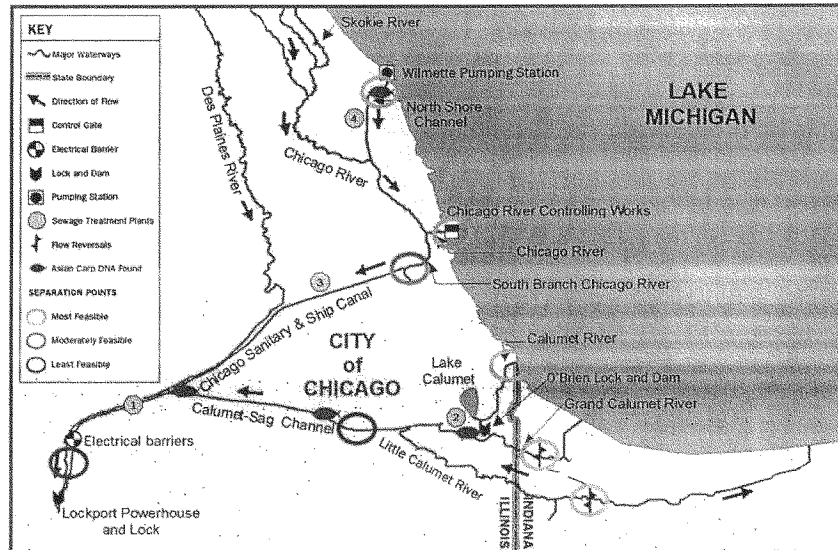 KEY
Major Waterways
State Boundary
Direction of Flow
Control Gate
Electrical Barrier
Lock and Dam
Pumping Station
Sewage Treatment Plants
Flow Reversals
Asian Carp DNA Found
SEPARATION POINTS
Most Feasible
Moderately Feasible
Least Feasible
Skokie River
Wilmette Pumping Station
North Shore
Channel
4
LAKE
MICHIGAN
Des Plaines River
Chicago River
Chicago River Controlling Works
Chicago River
South Branch Chicago River
3
Chicago Sanitary & Ship Canal
CITY
of
CHICAGO
Calumet River
Lake
Calumet
O'Brien Lock and Dam
Grand Calumet River
1
Calumet-Sag Channel
2
Little Calumet River
Electrical barriers
Lockport Powerhouse
and Lock
ILLINOIS
INDIANA